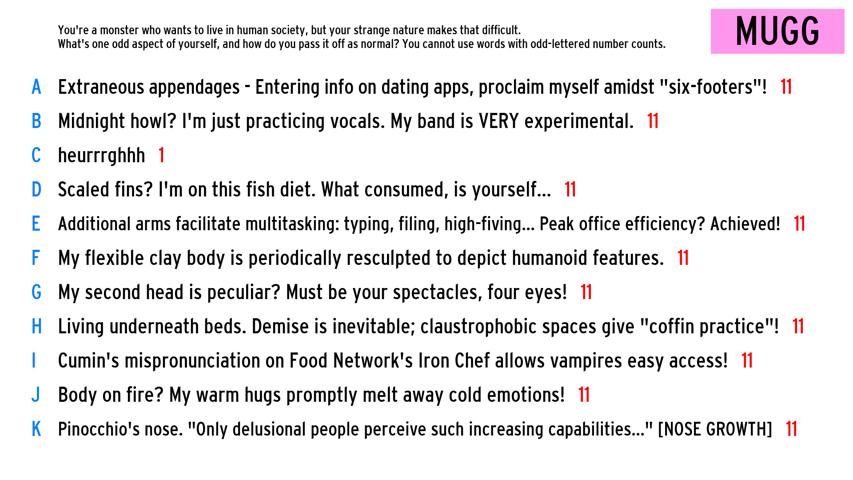 You're a monster who wants to live in human society, but your strange nature makes that difficult.
What's one odd aspect of yourself, and how do you pass it off as normal? You cannot use words with odd-lettered number counts.
MUGG
A Extraneous appendages - Entering info on dating apps, proclaim myself amidst "six-footers"! 11
B Midnight howl? I'm just practicing vocals. My band is VERY experimental. 11
C heurrrghhh 1
D Scaled fins? I'm on this fish diet. What consumed, is yourself... 11
E Additional arms facilitate multitasking: typing, filing, high-fiving... Peak office efficiency? Achieved! 11
F My flexible clay body is periodically resculpted to depict humanoid features. 11
G My second head is peculiar? Must be your spectacles, four eyes! 11
H Living underneath beds. Demise is inevitable; claustrophobic spaces give "coffin practice"! 11
I Cumin's mispronunciation on Food Network's Iron Chef allows vampires easy access! 11
J Body on fire? My warm hugs promptly melt away cold emotions! 11
K Pinocchio's nose. "Only delusional people perceive such increasing capabilities..." [NOSE GROWTH] 11